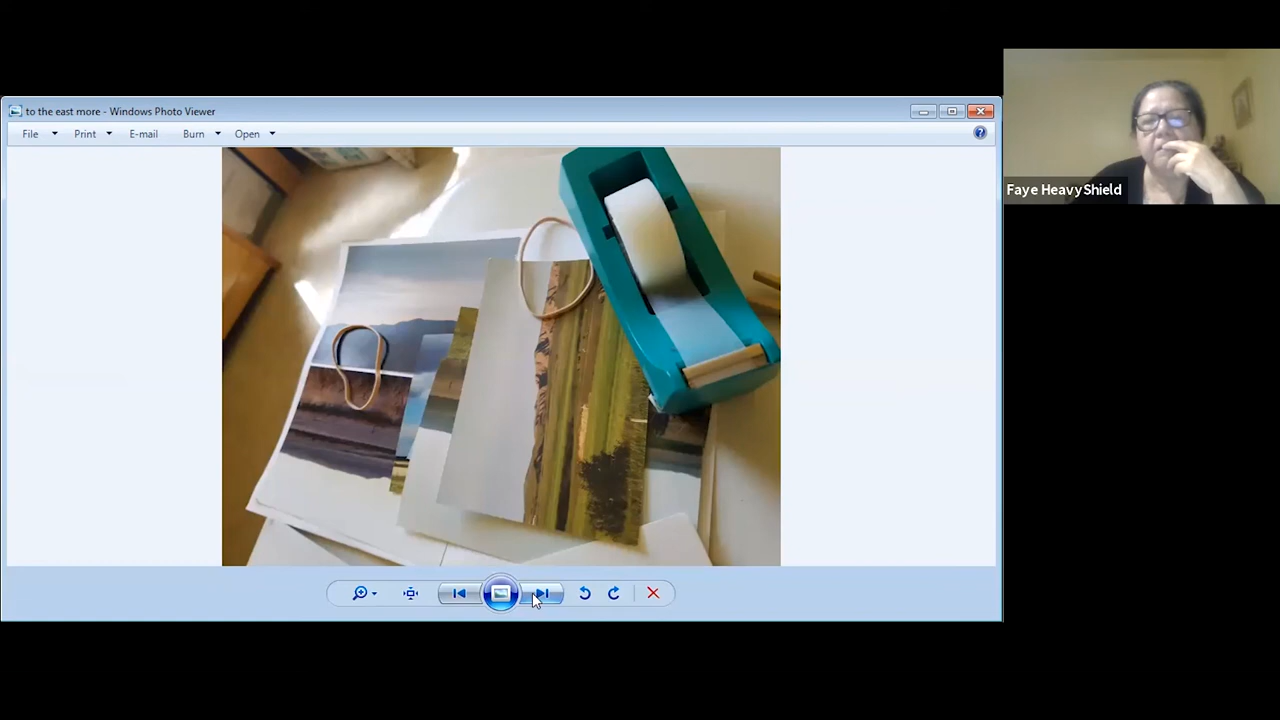 to the east more - Windows Photo Viewer
File Print E-mail Burn Open
Faye HeavyShield